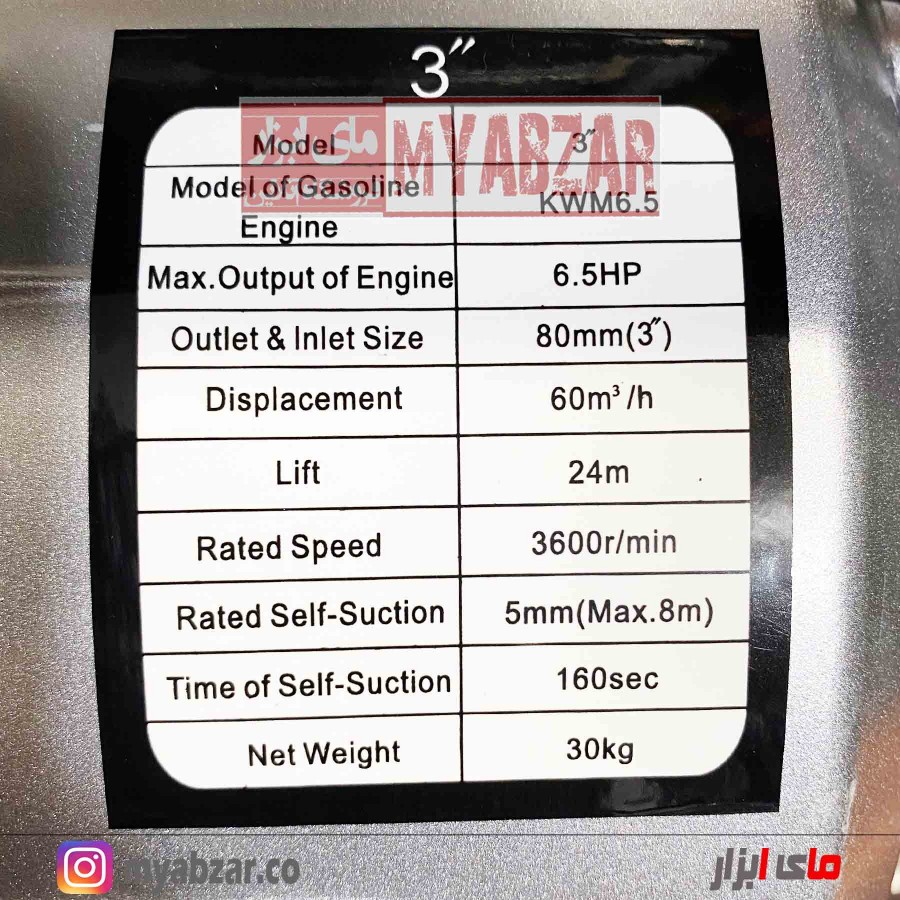 3″
Model 3″
Model of Gasoline
Engine KWM6.5
Max.Output of Engine 6.5HP
Outlet & Inlet Size 80mm(3″)
Displacement 60m³/h
Lift 24m
Rated Speed 3600r/min
Rated Self-Suction 5mm(Max.8m)
Time of Self-Suction 160sec
Net Weight 30kg
مای ابزار MYABZAR
myabzar.co
مای ابزار